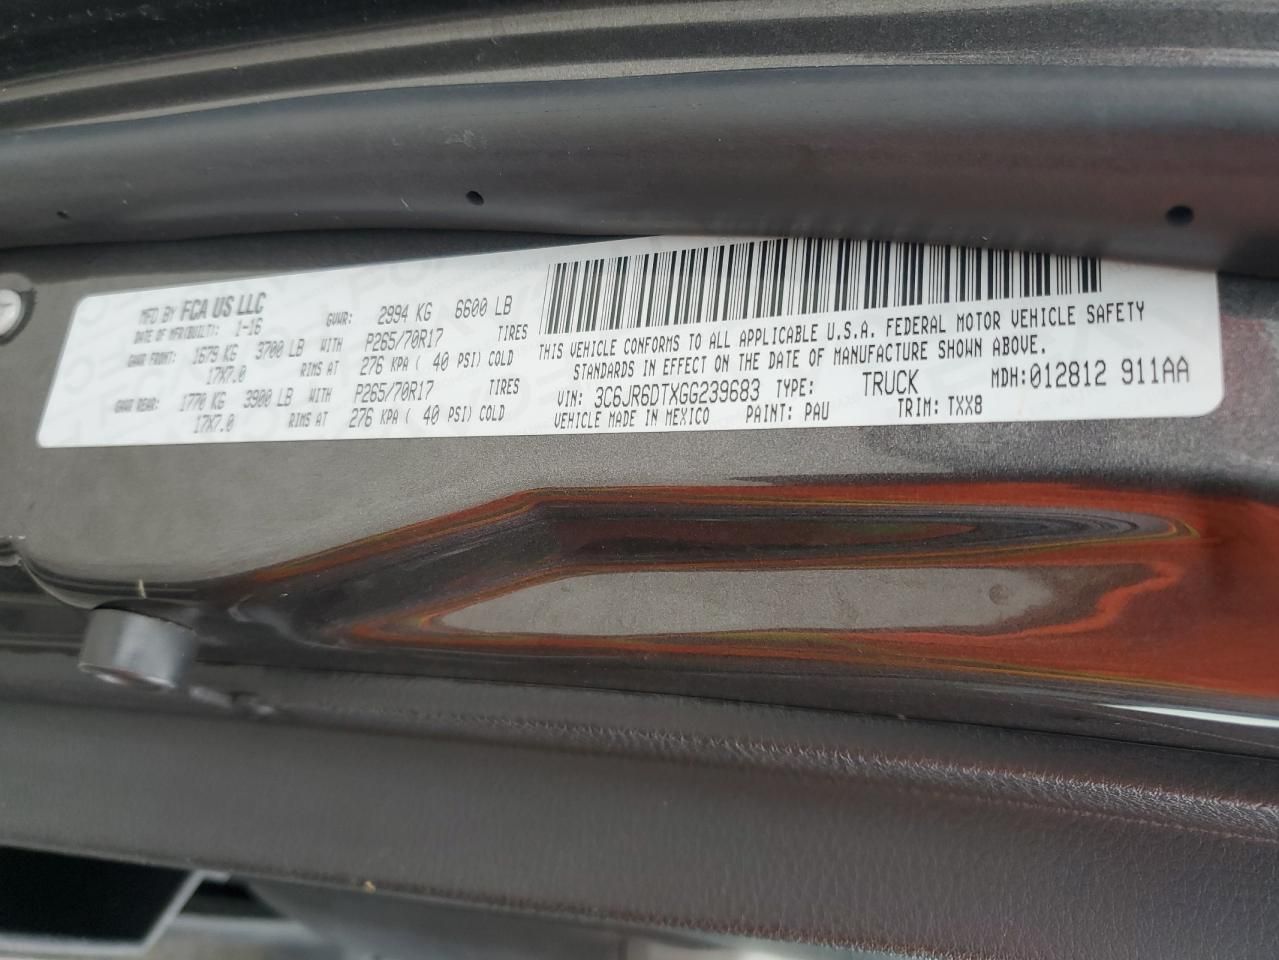 MFD BY FCA US LLC
DATE OF MFR(BUILT): 1-16 GVWR: 2994 KG 6600 LB
GAWR FRONT: 1679 KG 3700 LB WITH P265/70R17 TIRES
17X7.0 RIMS AT 276 KPA ( 40 PSI) COLD
GAWR REAR: 1770 KG 3900 LB WITH P265/70R17 TIRES
17X7.0 RIMS AT 276 KPA ( 40 PSI) COLD
THIS VEHICLE CONFORMS TO ALL APPLICABLE U.S.A. FEDERAL MOTOR VEHICLE SAFETY
STANDARDS IN EFFECT ON THE DATE OF MANUFACTURE SHOWN ABOVE.
VIN: 3C6JR6DTXGG239683 TYPE: TRUCK MDH:012812 911AA
VEHICLE MADE IN MEXICO PAINT: PAU TRIM: TXX8